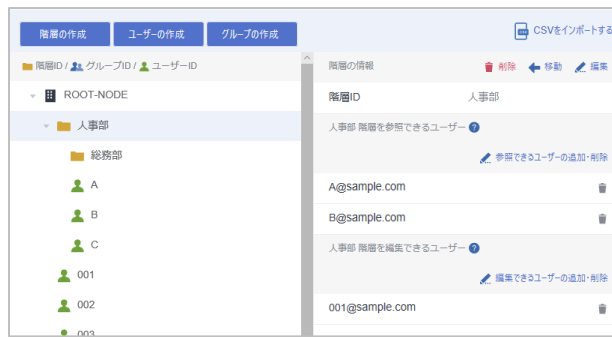 階層の作成 ユーザーの作成 グループの作成 CSVをインポートする
階層ID / グループID / ユーザーID
ROOT-NODE
人事部
総務部
A
B
C
001
002
003
階層の情報 削除 移動 編集
階層ID 人事部
人事部 階層を参照できるユーザー ?
参照できるユーザーの追加・削除
A@sample.com
B@sample.com
人事部 階層を編集できるユーザー ?
編集できるユーザーの追加・削除
001@sample.com